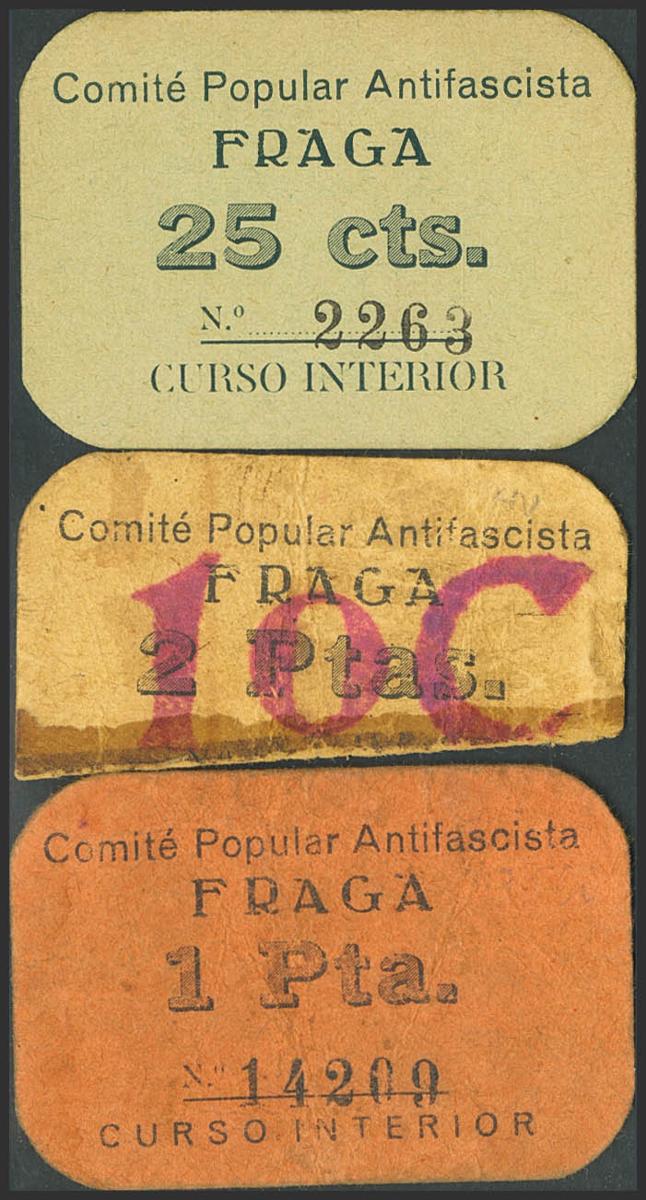 Comité Popular Antifascista
FRAGA
25 cts.
N.º 2263
CURSO INTERIOR
Comité Popular Antifascista
FRAGA
2 Ptas.
10C
Comité Popular Antifascista
FRAGA
1 Pta.
N.º 14209
CURSO INTERIOR